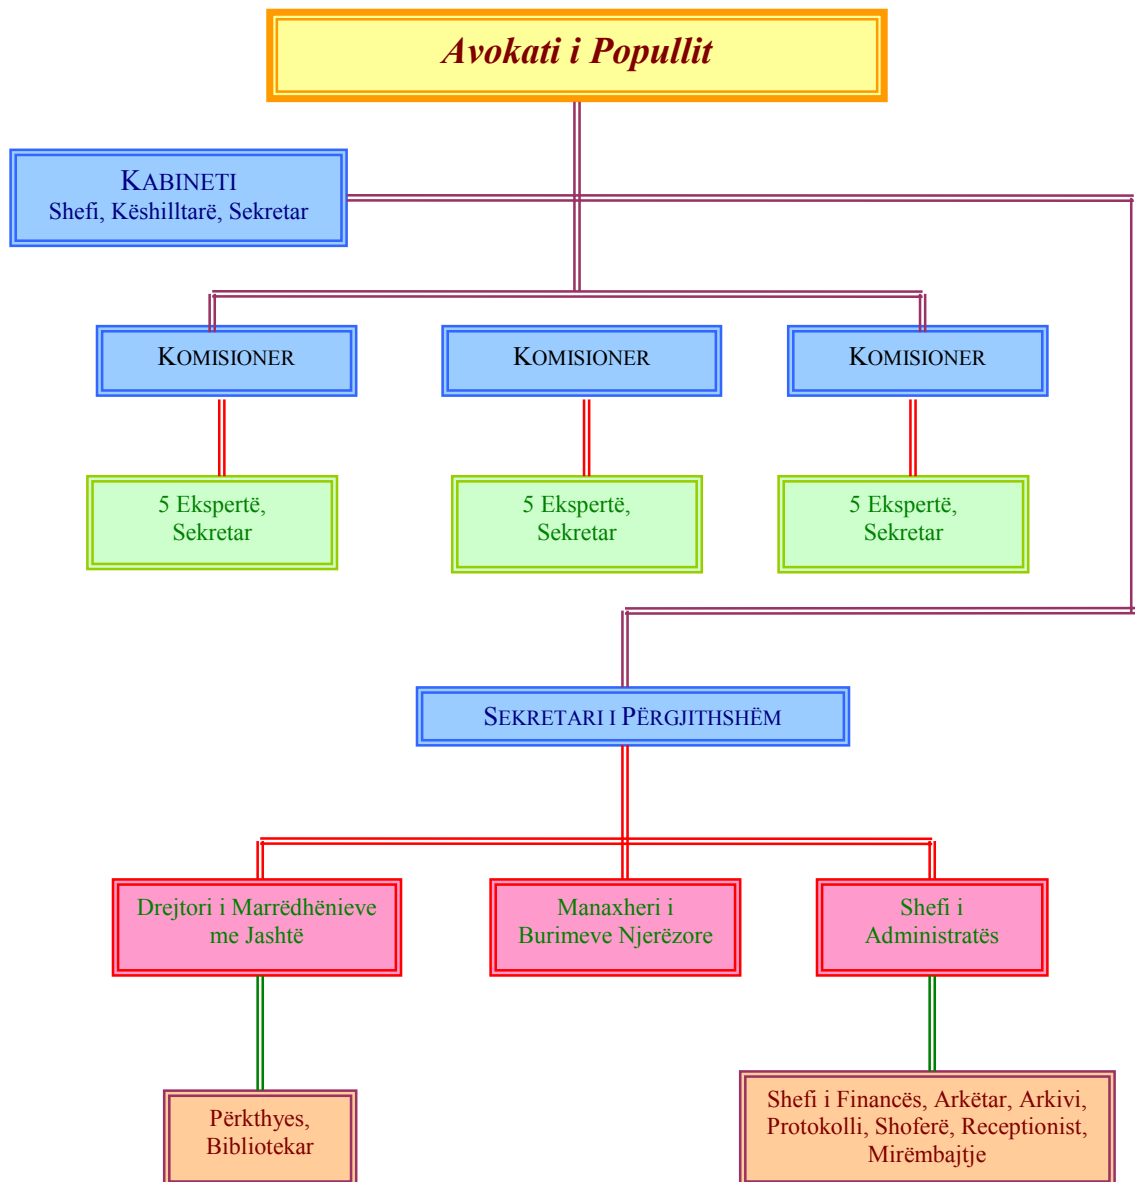 Avokati i Popullit
KABINETI
Shefi, Këshilltarë, Sekretar
KOMISIONER
KOMISIONER
KOMISIONER
5 Ekspertë,
Sekretar
5 Ekspertë,
Sekretar
5 Ekspertë,
Sekretar
SEKRETARI I PËRGJITHSHËM
Drejtori i Marrëdhënieve
me Jashtë
Manaxheri i
Burimeve Njerëzore
Shefi i
Administratës
Përkthyes,
Bibliotekar
Shefi i Financës, Arkëtar, Arkivi,
Protokolli, Shoferë, Receptionist,
Mirëmbajtje